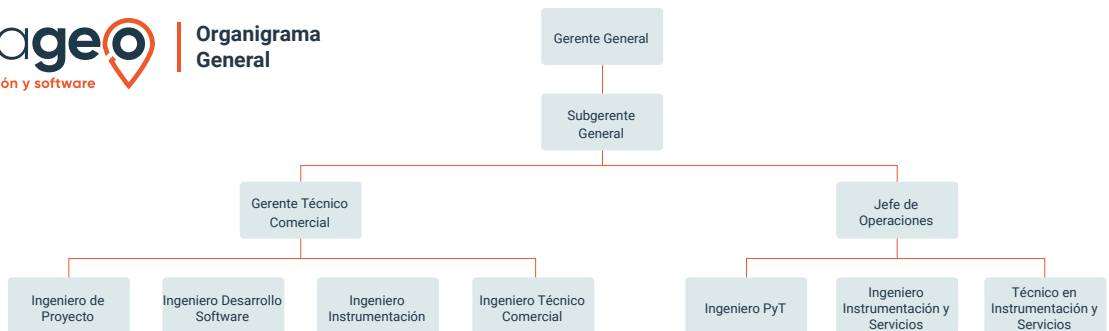 ageo
ón y software
Organigrama
General
Gerente General
Subgerente
General
Gerente Técnico
Comercial
Jefe de
Operaciones
Ingeniero de
Proyecto
Ingeniero Desarrollo
Software
Ingeniero
Instrumentación
Ingeniero Técnico
Comercial
Ingeniero PyT
Ingeniero
Instrumentación y
Servicios
Técnico en
Instrumentación y
Servicios